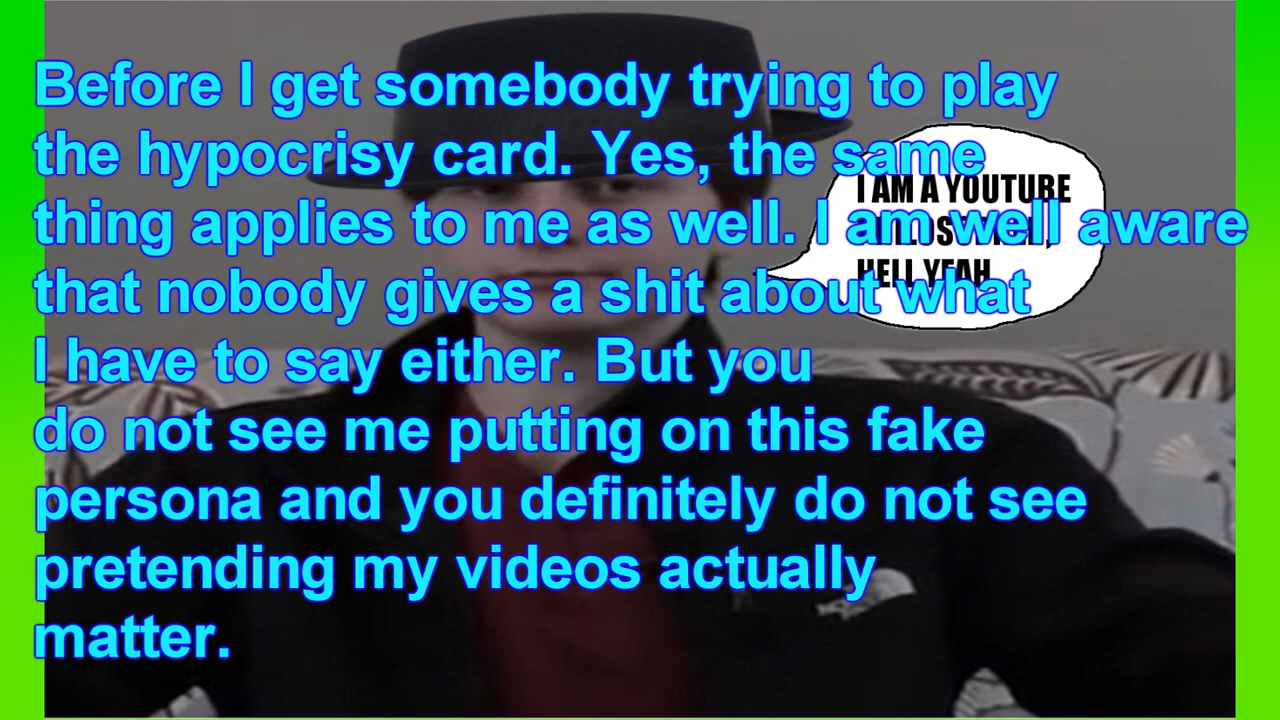 Before I get somebody trying to play
the hypocrisy card. Yes, the same
thing applies to me as well. I am well aware
that nobody gives a shit about what
I have to say either. But you
do not see me putting on this fake
persona and you definitely do not see
pretending my videos actually
matter.
I AM A YOUTUBE
HELL YEAH